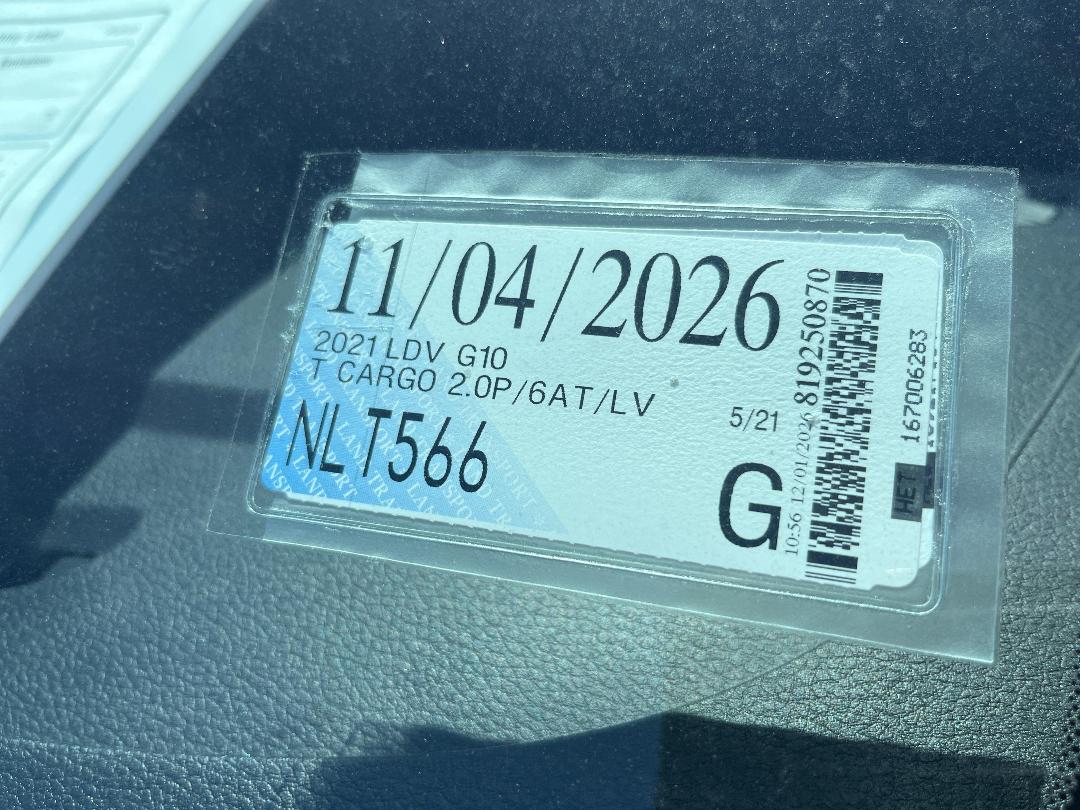 11/04/2026
2021 LDV G10
T CARGO 2.0P/6AT/LV
5/21
NLT566
G
10:56 12/01/2026 819250870
167006283
HET